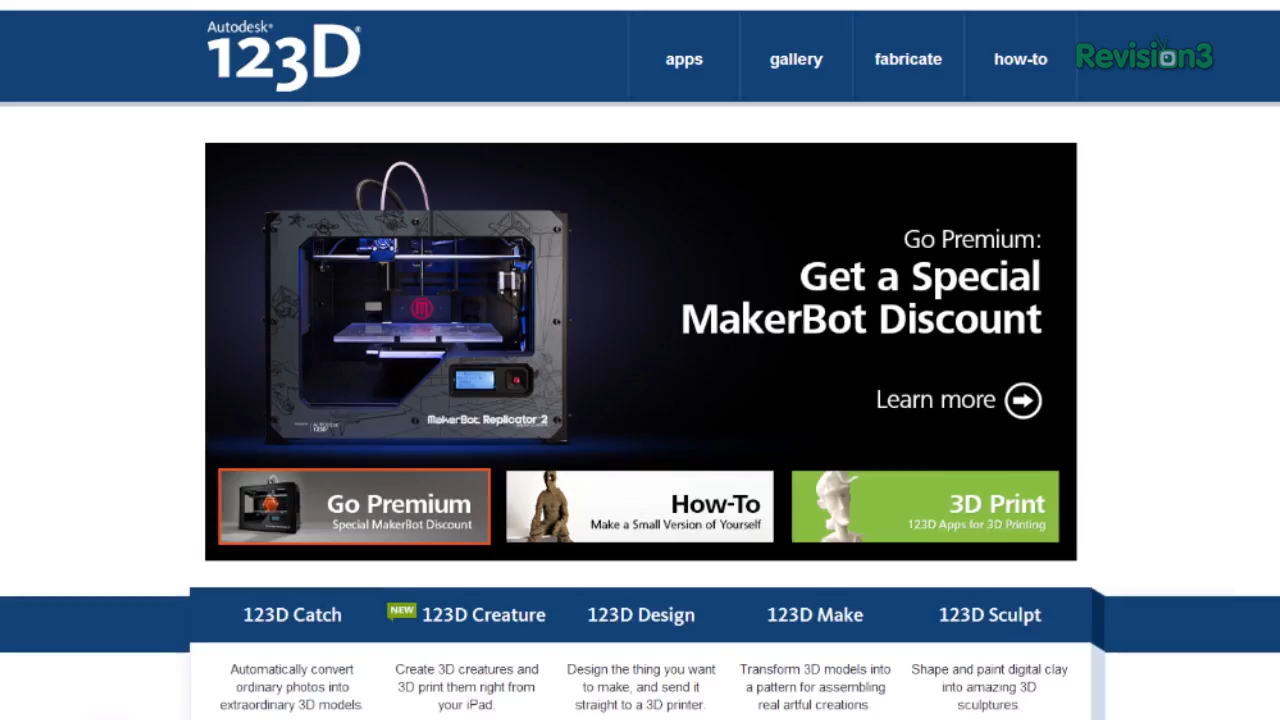 Autodesk®
123D®
apps
gallery
fabricate
how-to
Revision3
Go Premium:
Get a Special
MakerBot Discount
Learn more
MakerBot Replicator 2
AUTODESK
123D
Go Premium
Special MakerBot Discount
How-To
Make a Small Version of Yourself
3D Print
123D Apps for 3D Printing
123D Catch
NEW
123D Creature
123D Design
123D Make
123D Sculpt
Automatically convert
ordinary photos into
extraordinary 3D models.
Create 3D creatures and
3D print them right from
your iPad.
Design the thing you want
to make, and send it
straight to a 3D printer.
Transform 3D models into
a pattern for assembling
real artful creations.
Shape and paint digital clay
into amazing 3D
sculptures.